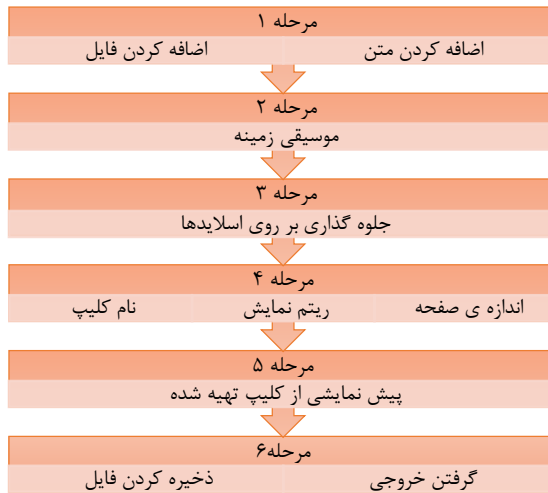 مرحله ۱
اضافه کردن متن اضافه کردن فایل
مرحله ۲
موسیقی زمینه
مرحله ۳
جلوه گذاری بر روی اسلایدها
مرحله ۴
اندازه ی صفحه ریتم نمایش نام کلیپ
مرحله ۵
پیش نمایشی از کلیپ تهیه شده
مرحله۶
گرفتن خروجی ذخیره کردن فایل